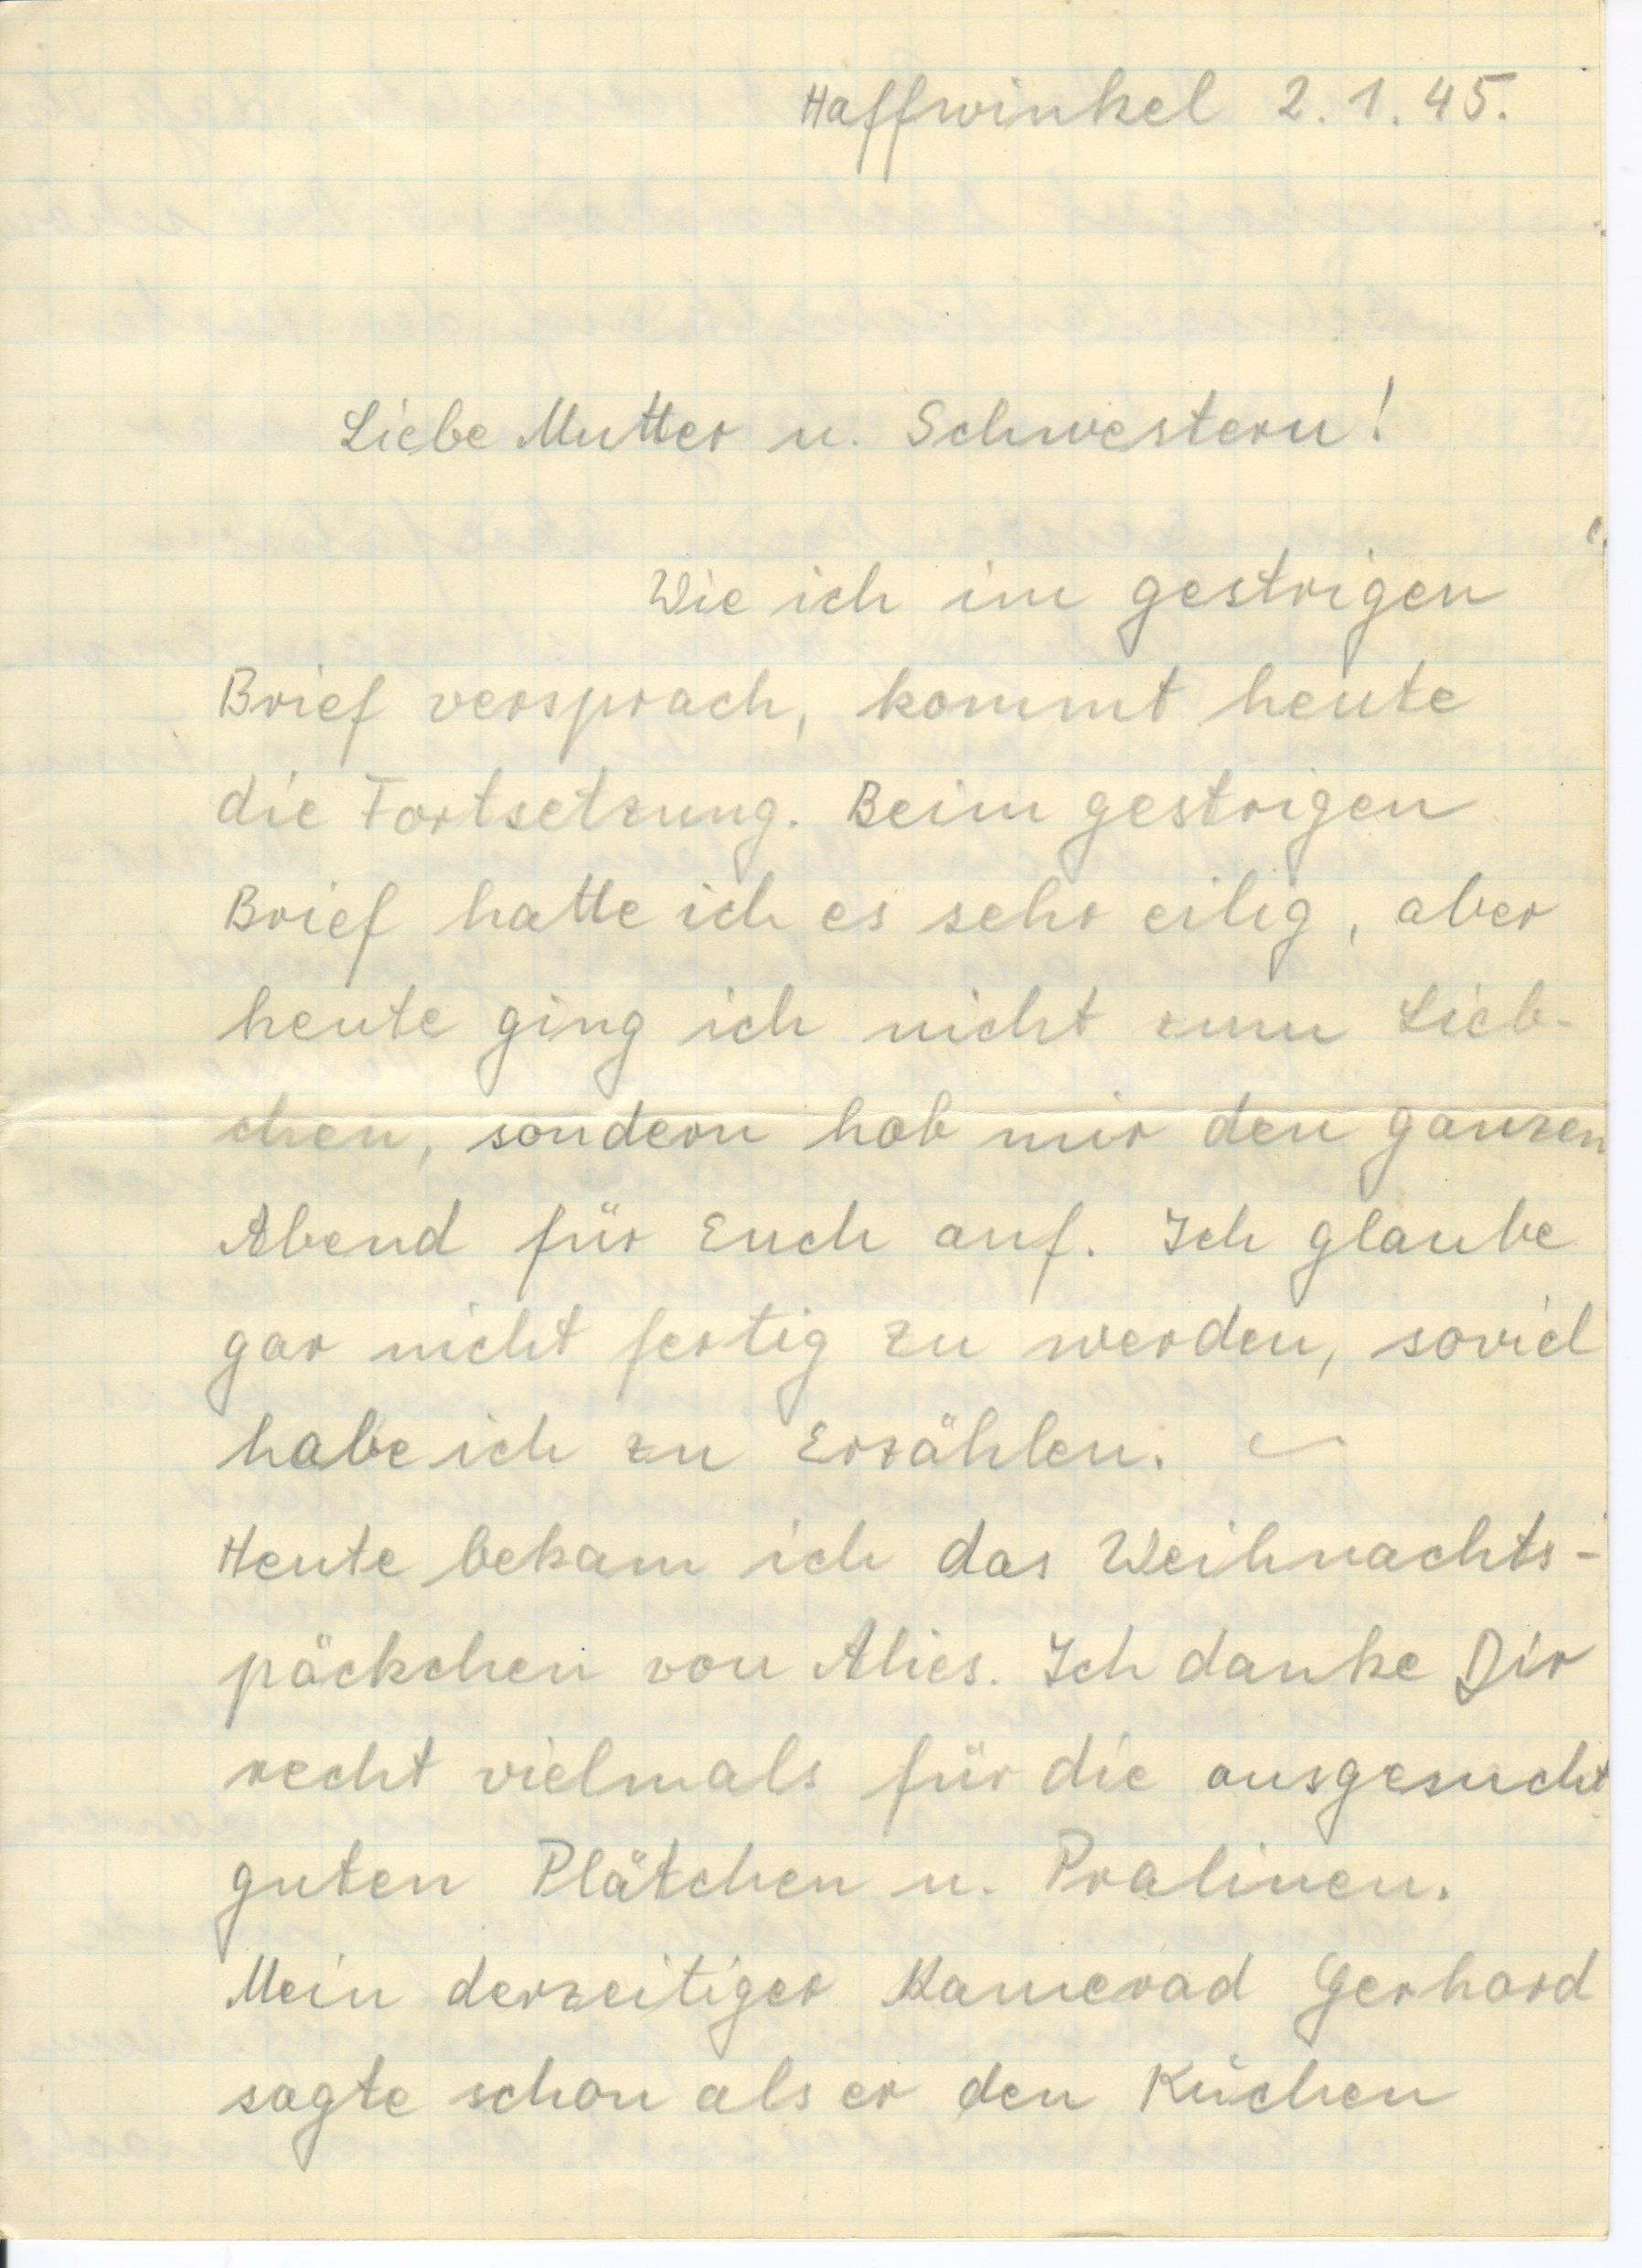 Haffwinkel 2.1.45.
Liebe Mutter u. Schwestern!
Wie ich im gestrigen
Brief versprach, kommt heute
die Fortsetzung. Beim gestrigen
Brief hatte ich es sehr eilig, aber
heute ging ich nicht zum Lieb-
chen, sondern hob mir den ganzen
Abend für Euch auf. Ich glaube
gar nicht fertig zu werden, soviel
habe ich zu Erzählen.
Heute bekam ich das Weihnachts-
päckchen von Alies. Ich danke Dir
recht vielmals für die ausgesucht
guten Plätchen u. Pralinen.
Mein derzeitiger Kamerad Gerhard
sagte schon als er den Kuchen